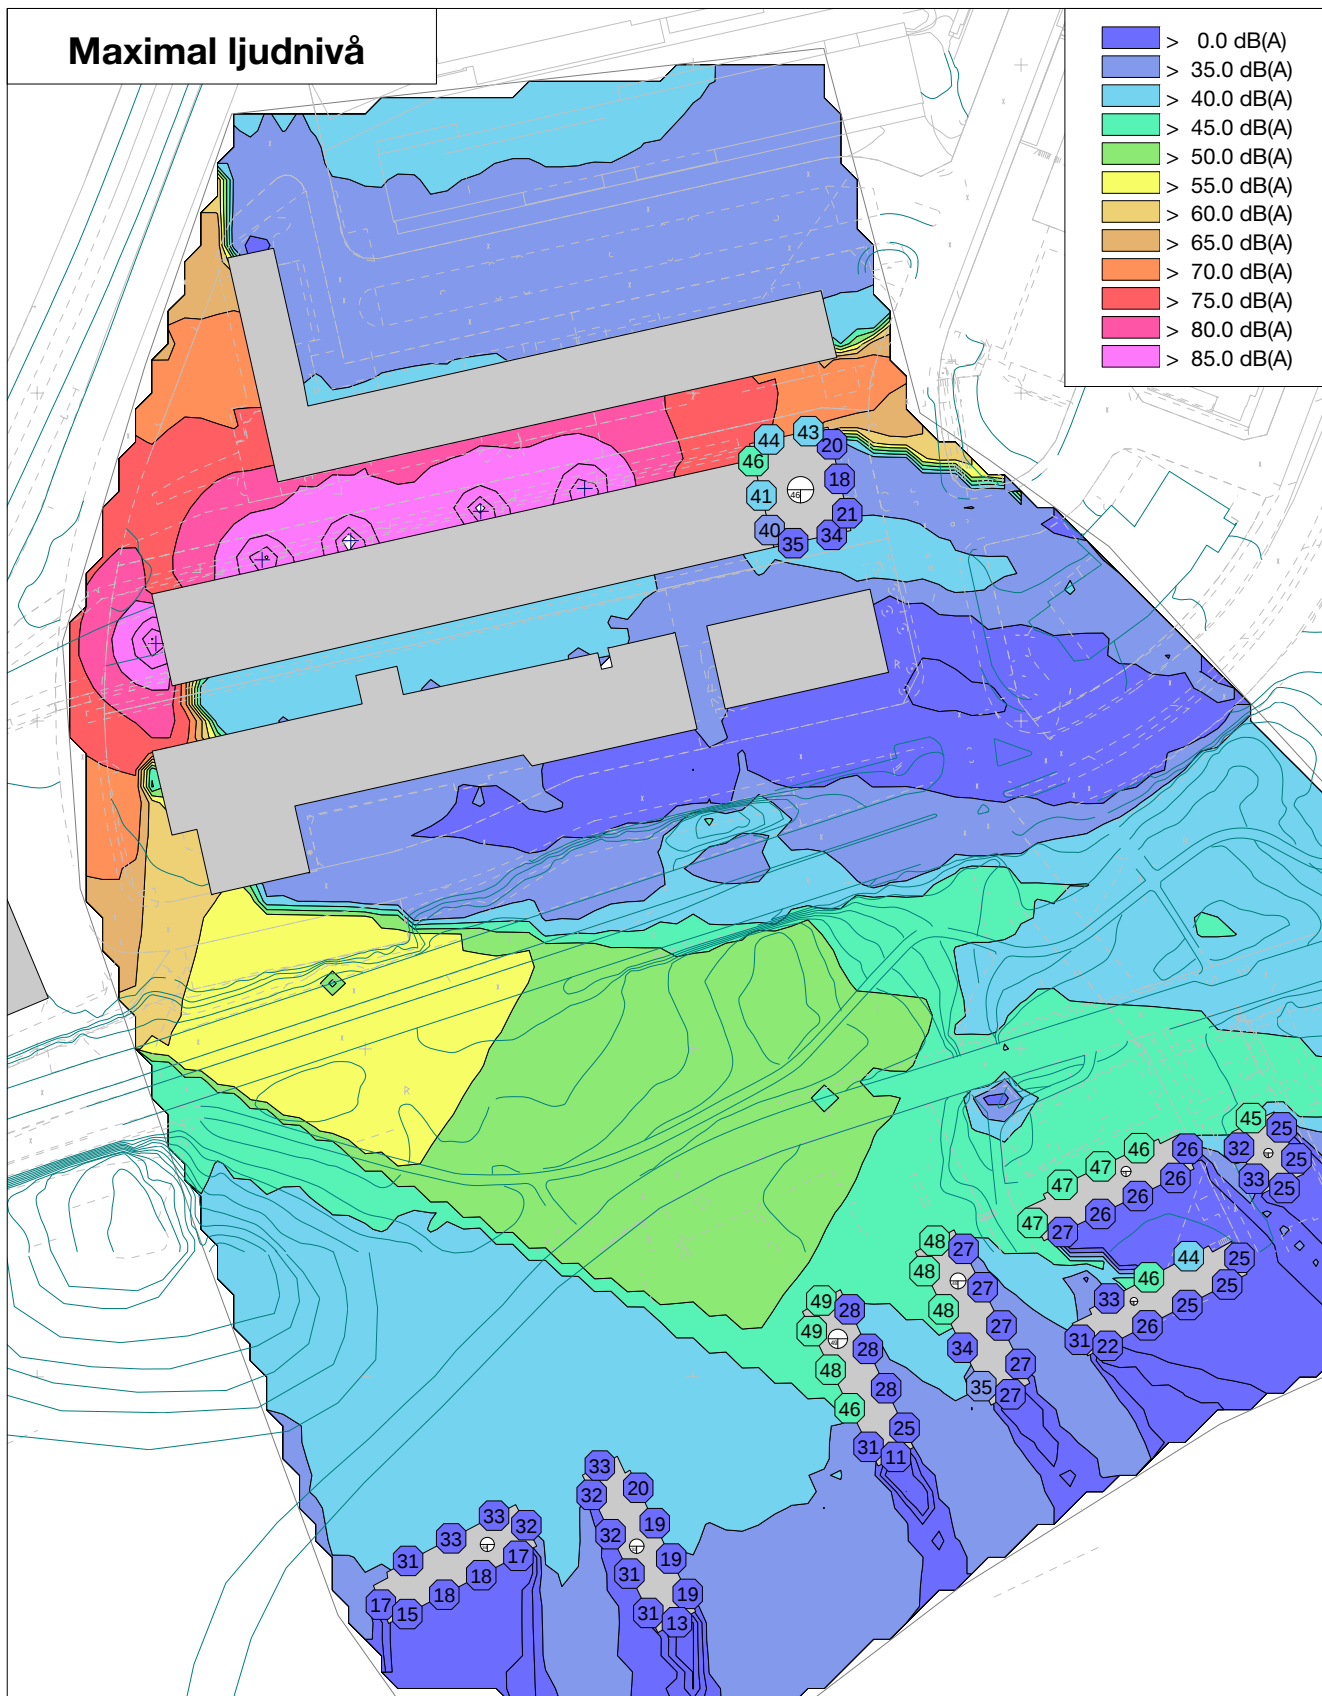 Maximal ljudnivå
> 0.0 dB(A)
> 35.0 dB(A)
> 40.0 dB(A)
> 45.0 dB(A)
> 50.0 dB(A)
> 55.0 dB(A)
> 60.0 dB(A)
> 65.0 dB(A)
> 70.0 dB(A)
> 75.0 dB(A)
> 80.0 dB(A)
> 85.0 dB(A)
44 43 20
46 18
46
41 21
40 35 34
R
R
45 25
46 26 32 25
47 47 26 33 25
47 26 26
47 27
48 27 44 25
48 27 46 25
49 28 48 33 25
49 28 27 26
48 34 31 22
28 35 27 27
46 25
31 11
33 20
32 19
33 32 32
31 33 17 31 19
17 15 18 18 31 19
13